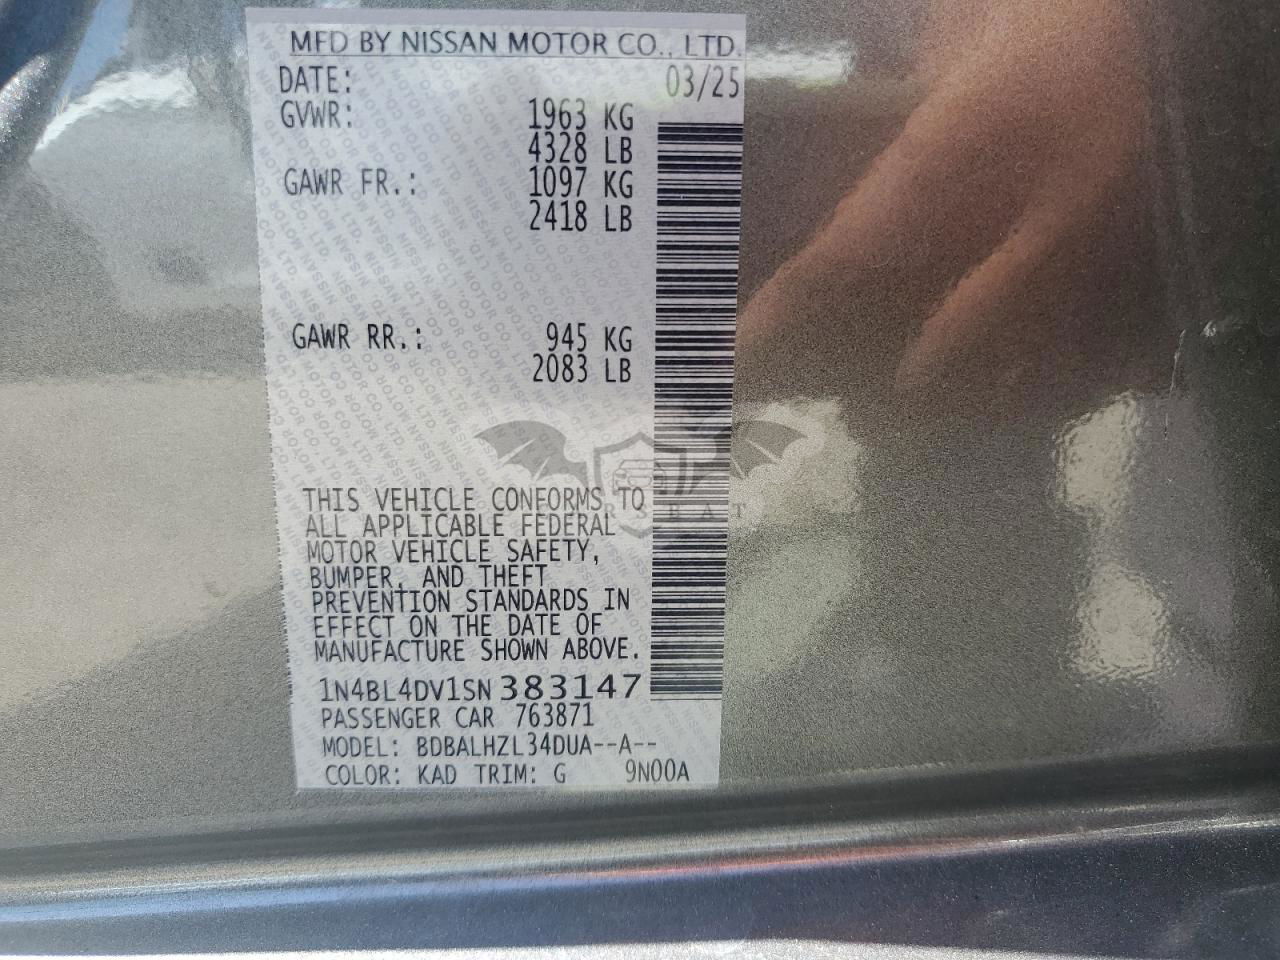 MFD BY NISSAN MOTOR CO., LTD.
DATE: 03/25
GVWR: 1963 KG
4328 LB
GAWR FR.: 1097 KG
2418 LB
GAWR RR.: 945 KG
2083 LB
THIS VEHICLE CONFORMS TO
ALL APPLICABLE FEDERAL
MOTOR VEHICLE SAFETY,
BUMPER, AND THEFT
PREVENTION STANDARDS IN
EFFECT ON THE DATE OF
MANUFACTURE SHOWN ABOVE.
1N4BL4DV1SN383147
PASSENGER CAR 763871
MODEL: BDBALHZL34DUA--A--
COLOR: KAD TRIM: G 9N00A